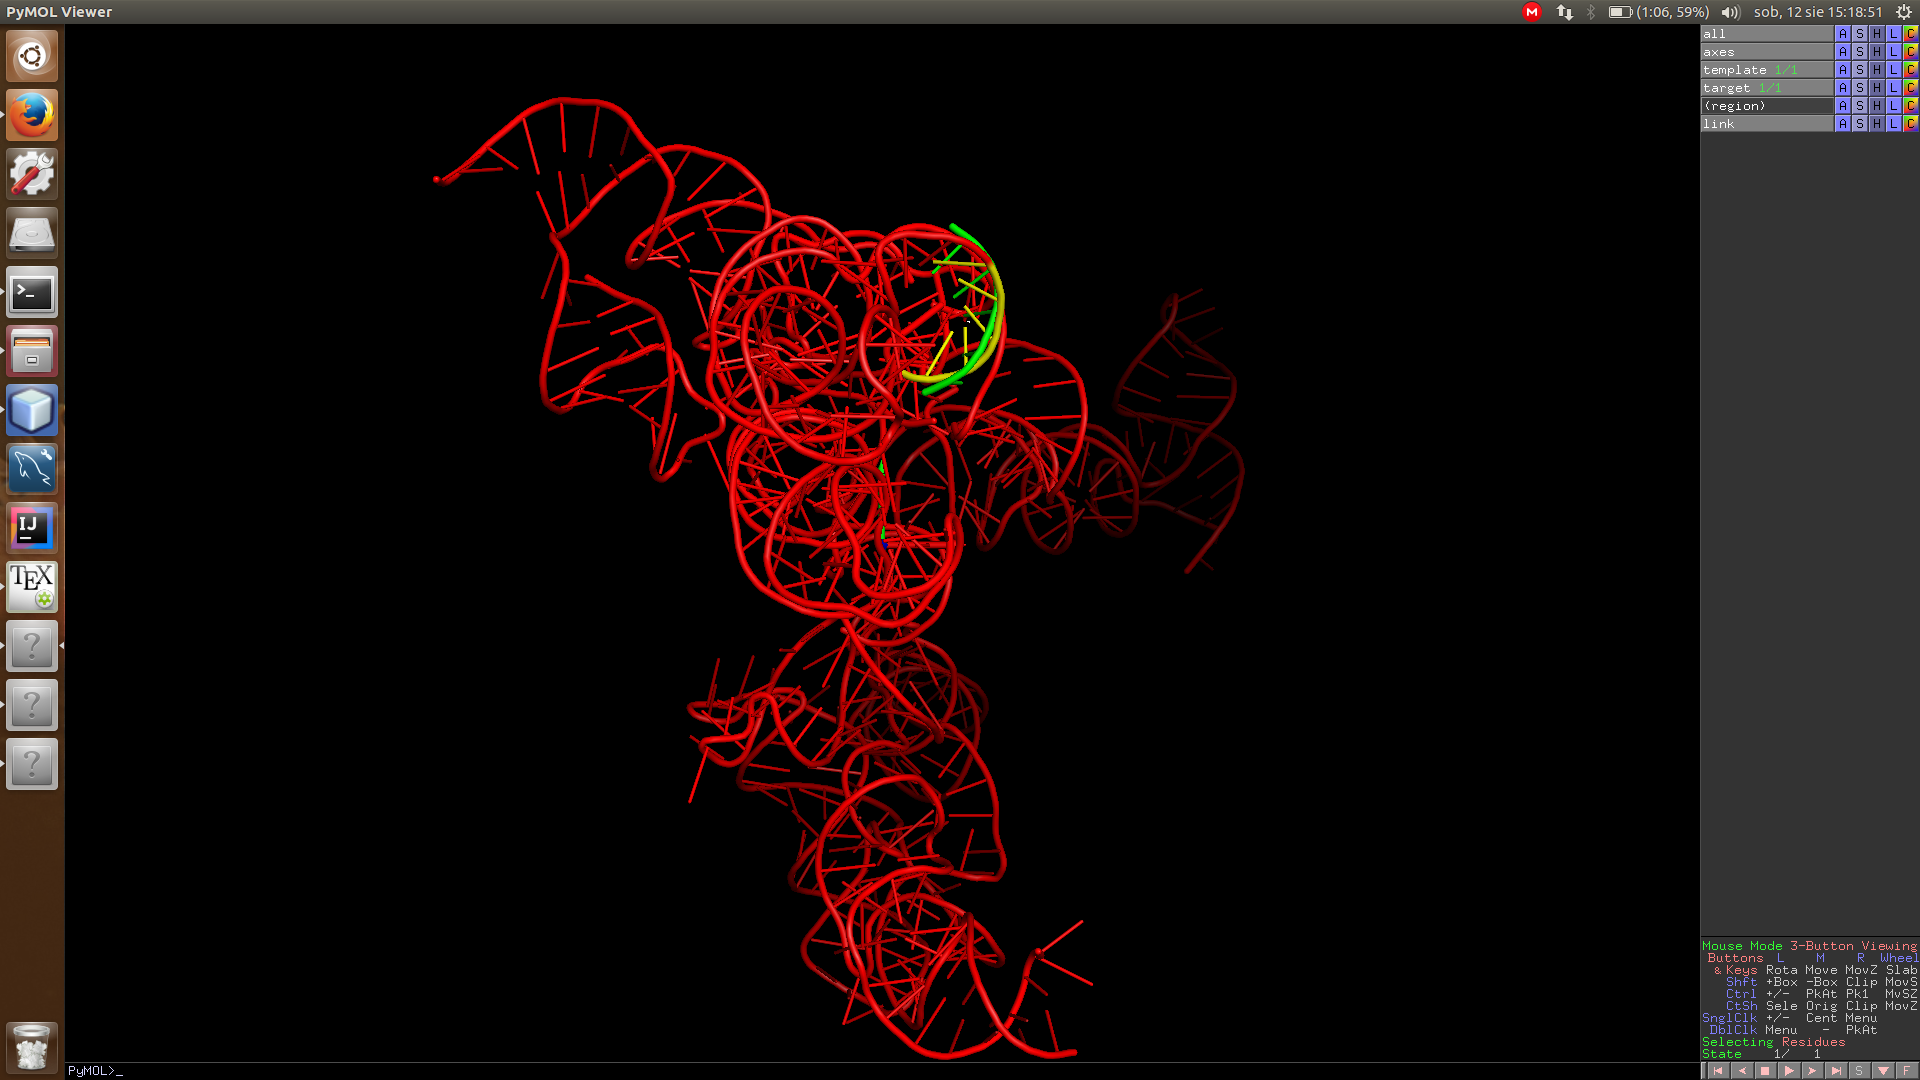 PyMOL Viewer
M (1:06, 59%) sob, 12 sie 15:18:51
all A S H L C
axes A S H L C
template 1/1 A S H L C
target 1/1 A S H L C
(region) A S H L C
link A S H L C
>_
IJ
TEX
?
?
?
Mouse Mode 3-Button Viewing
Buttons L M R Wheel
& Keys Rota Move MovZ Slab
Shft +Box -Box Clip MovS
Ctrl +/- PkAt Pk1 MvSZ
CtSh Sele Orig Clip MovZ
SnglClk +/- Cent Menu
DblClk Menu - PkAt
Selecting Residues
State 1/ 1
PyMOL>_
S F